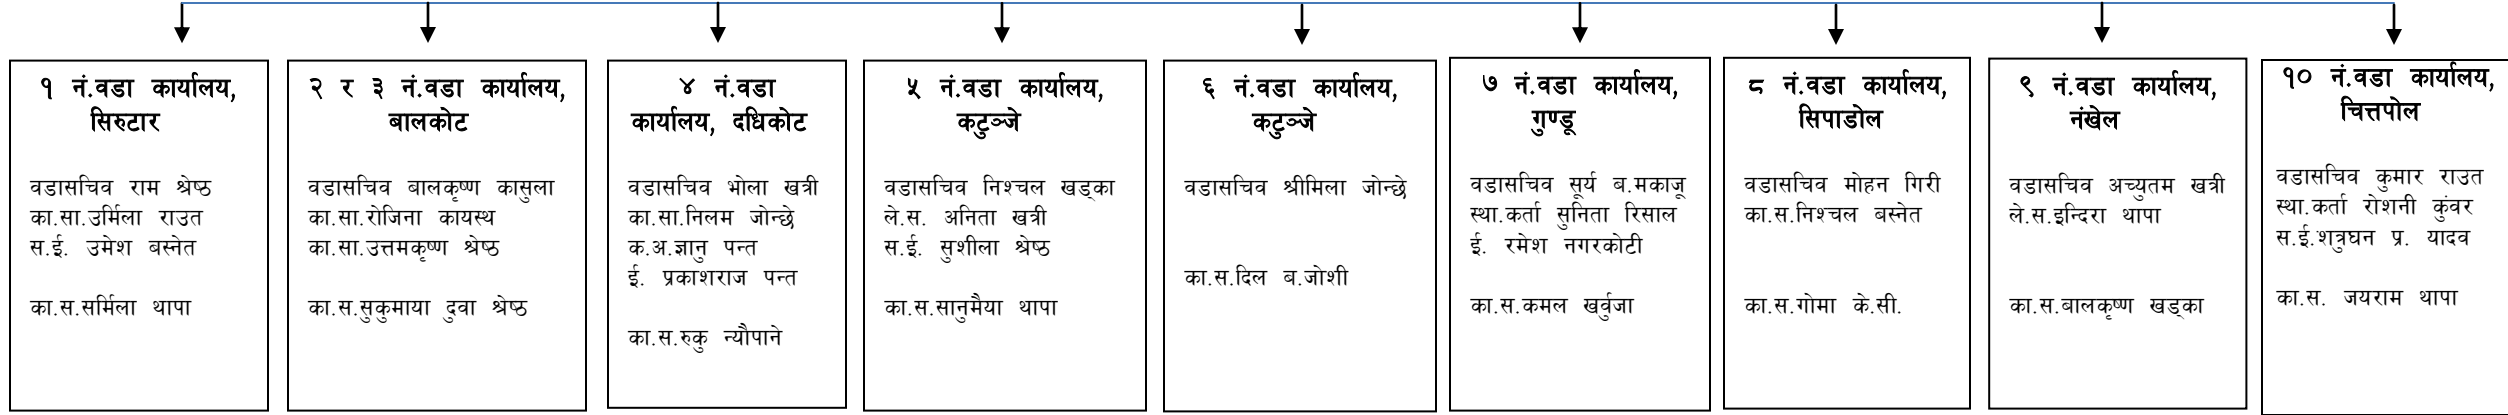 १ नं.वडा कार्यालय,
सिरुटार
वडासचिव राम श्रेष्ठ
का.सा.उर्मिला राउत
स.ई. उमेश बस्नेत
का.स.सर्मिला थापा
२ र ३ नं.वडा कार्यालय,
बालकोट
वडासचिव बालकृष्ण कासुला
का.सा.रोजिना कायस्थ
का.सा.उत्तमकृष्ण श्रेष्ठ
का.स.सुकुमाया दुवा श्रेष्ठ
४ नं.वडा
कार्यालय, दधिकोट
वडासचिव भोला खत्री
का.सा.निलम जोन्छे
क.अ.ज्ञानु पन्त
ई. प्रकाशराज पन्त
का.स.रुकु न्यौपाने
५ नं.वडा कार्यालय,
कटुञ्जे
वडासचिव निश्चल खड्का
ले.स. अनिता खत्री
स.ई. सुशीला श्रेष्ठ
का.स.सानुमैया थापा
६ नं.वडा कार्यालय,
कटुञ्जे
वडासचिव श्रीमिला जोन्छे
का.स.दिल ब.जोशी
७ नं.वडा कार्यालय,
गुण्डू
वडासचिव सूर्य ब.मकाजू
स्था.कर्ता सुनिता रिसाल
ई. रमेश नगरकोटी
का.स.कमल खर्वुजा
८ नं.वडा कार्यालय,
सिपाडोल
वडासचिव मोहन गिरी
का.स.निश्चल बस्नेत
का.स.गोमा के.सी.
९ नं.वडा कार्यालय,
नंखेल
वडासचिव अच्युतम खत्री
ले.स.इन्दिरा थापा
का.स.बालकृष्ण खड्का
१० नं.वडा कार्यालय,
चित्तपोल
वडासचिव कुमार राउत
स्था.कर्ता रोशनी कुंवर
स.ई.शत्रुघन प्र. यादव
का.स. जयराम थापा